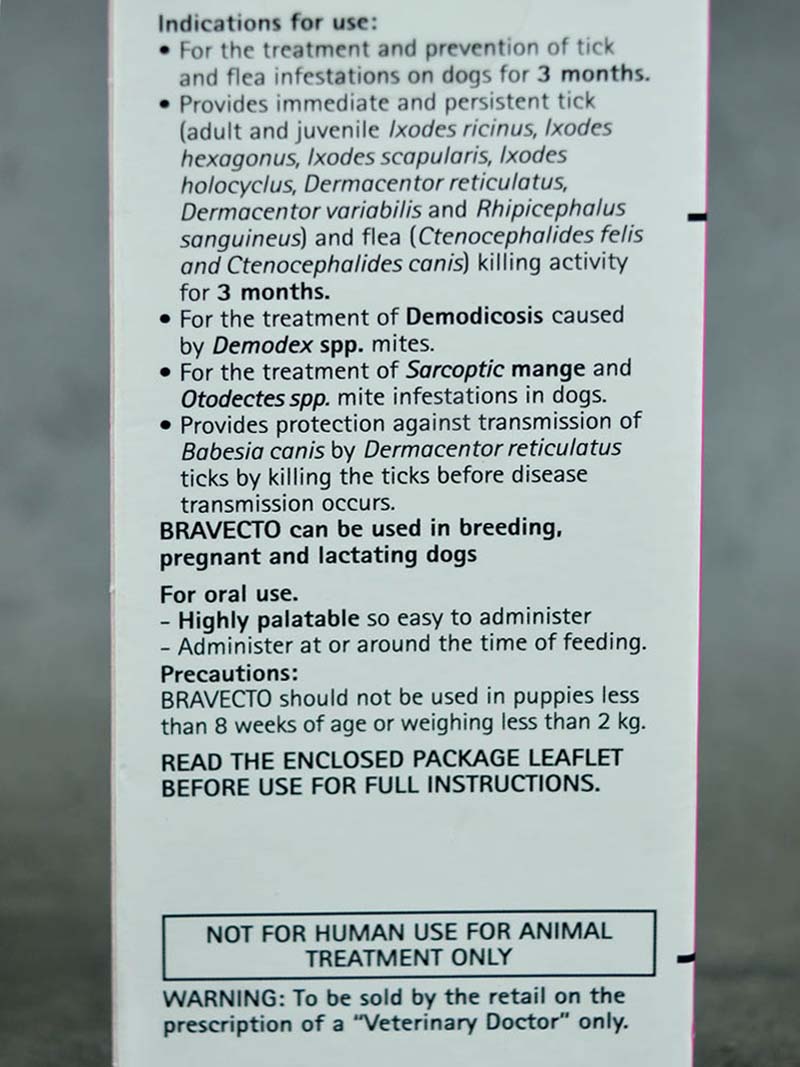 Indications for use:
• For the treatment and prevention of tick
and flea infestations on dogs for 3 months.
• Provides immediate and persistent tick
(adult and juvenile Ixodes ricinus, Ixodes
hexagonus, Ixodes scapularis, Ixodes
holocyclus, Dermacentor reticulatus,
Dermacentor variabilis and Rhipicephalus
sanguineus) and flea (Ctenocephalides felis
and Ctenocephalides canis) killing activity
for 3 months.
• For the treatment of Demodicosis caused
by Demodex spp. mites.
• For the treatment of Sarcoptic mange and
Otodectes spp. mite infestations in dogs.
• Provides protection against transmission of
Babesia canis by Dermacentor reticulatus
ticks by killing the ticks before disease
transmission occurs.
BRAVECTO can be used in breeding,
pregnant and lactating dogs
For oral use.
- Highly palatable so easy to administer
- Administer at or around the time of feeding.
Precautions:
BRAVECTO should not be used in puppies less
than 8 weeks of age or weighing less than 2 kg.
READ THE ENCLOSED PACKAGE LEAFLET
BEFORE USE FOR FULL INSTRUCTIONS.
NOT FOR HUMAN USE FOR ANIMAL
TREATMENT ONLY
WARNING: To be sold by the retail on the
prescription of a "Veterinary Doctor" only.